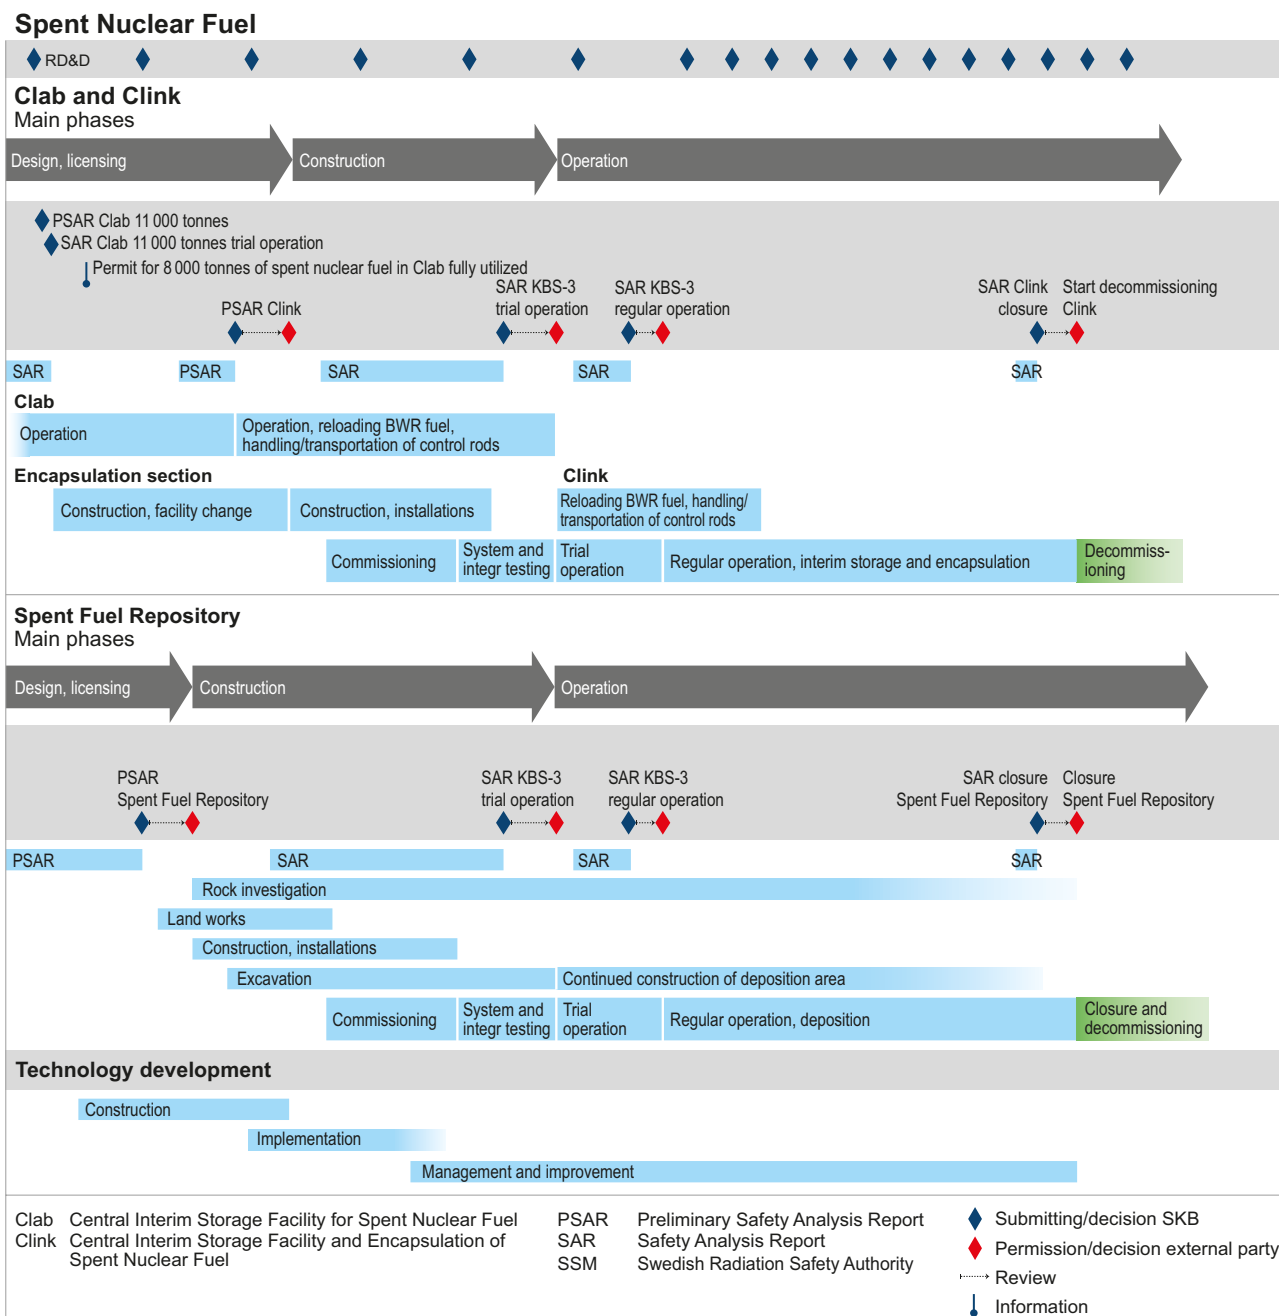 Spent Nuclear Fuel
RD&D
Clab and Clink
Main phases
Design, licensing
Construction
Operation
PSAR Clab 11 000 tonnes
SAR Clab 11 000 tonnes trial operation
Permit for 8 000 tonnes of spent nuclear fuel in Clab fully utilized
PSAR Clink
SAR KBS-3
trial operation
SAR KBS-3
regular operation
SAR Clink
closure
Start decommissioning
Clink
SAR
PSAR
SAR
SAR
SAR
Clab
Operation
Operation, reloading BWR fuel,
handling/transportation of control rods
Encapsulation section
Clink
Construction, facility change
Construction, installations
Reloading BWR fuel, handling/
transportation of control rods
Commissioning
System and
integr testing
Trial
operation
Regular operation, interim storage and encapsulation
Decommiss-
ioning
Spent Fuel Repository
Main phases
Design, licensing
Construction
Operation
PSAR
Spent Fuel Repository
SAR KBS-3
trial operation
SAR KBS-3
regular operation
SAR closure
Spent Fuel Repository
Closure
Spent Fuel Repository
PSAR
SAR
SAR
SAR
Rock investigation
Land works
Construction, installations
Excavation
Continued construction of deposition area
Commissioning
System and
integr testing
Trial
operation
Regular operation, deposition
Closure and
decommissioning
Technology development
Construction
Implementation
Management and improvement
Clab Central Interim Storage Facility for Spent Nuclear Fuel
Clink Central Interim Storage Facility and Encapsulation of
Spent Nuclear Fuel
PSAR Preliminary Safety Analysis Report
SAR Safety Analysis Report
SSM Swedish Radiation Safety Authority
Submitting/decision SKB
Permission/decision external party
Review
Information